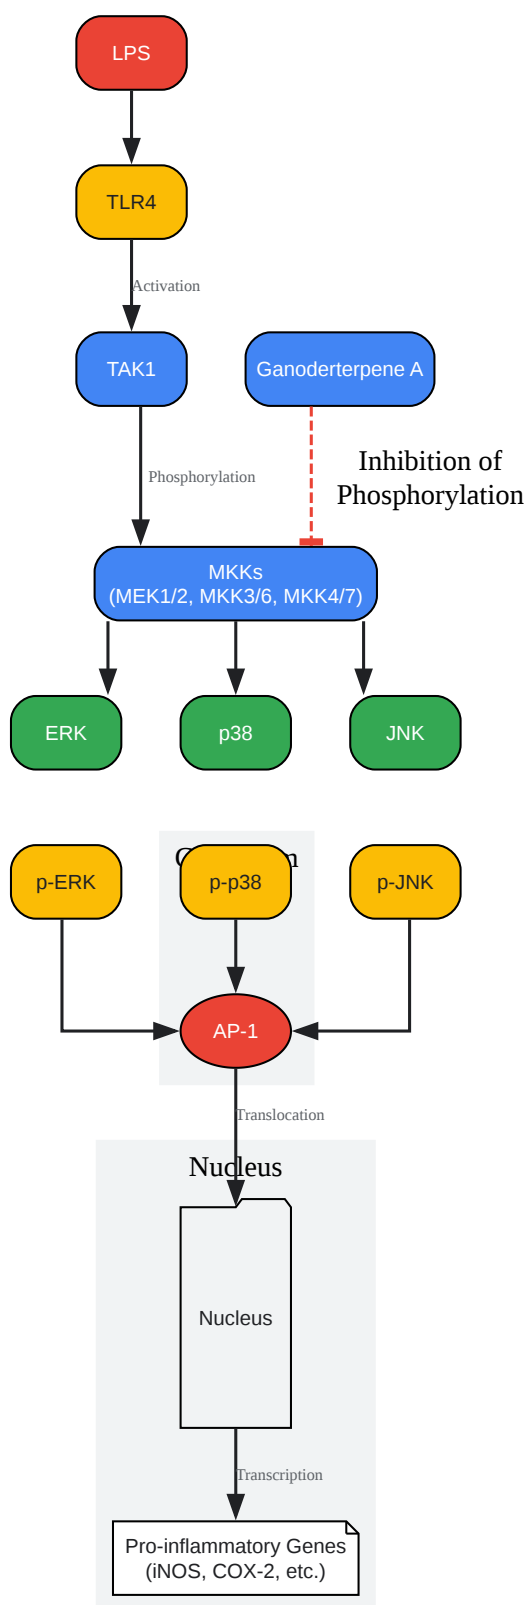 LPS
TLR4
Activation
TAK1
Ganoderterpene A
Phosphorylation
Inhibition of
Phosphorylation
MKKs
(MEK1/2, MKK3/6, MKK4/7)
ERK
p38
JNK
p-ERK
p-p38
p-JNK
AP-1
Translocation
Nucleus
Nucleus
Transcription
Pro-inflammatory Genes
(iNOS, COX-2, etc.)